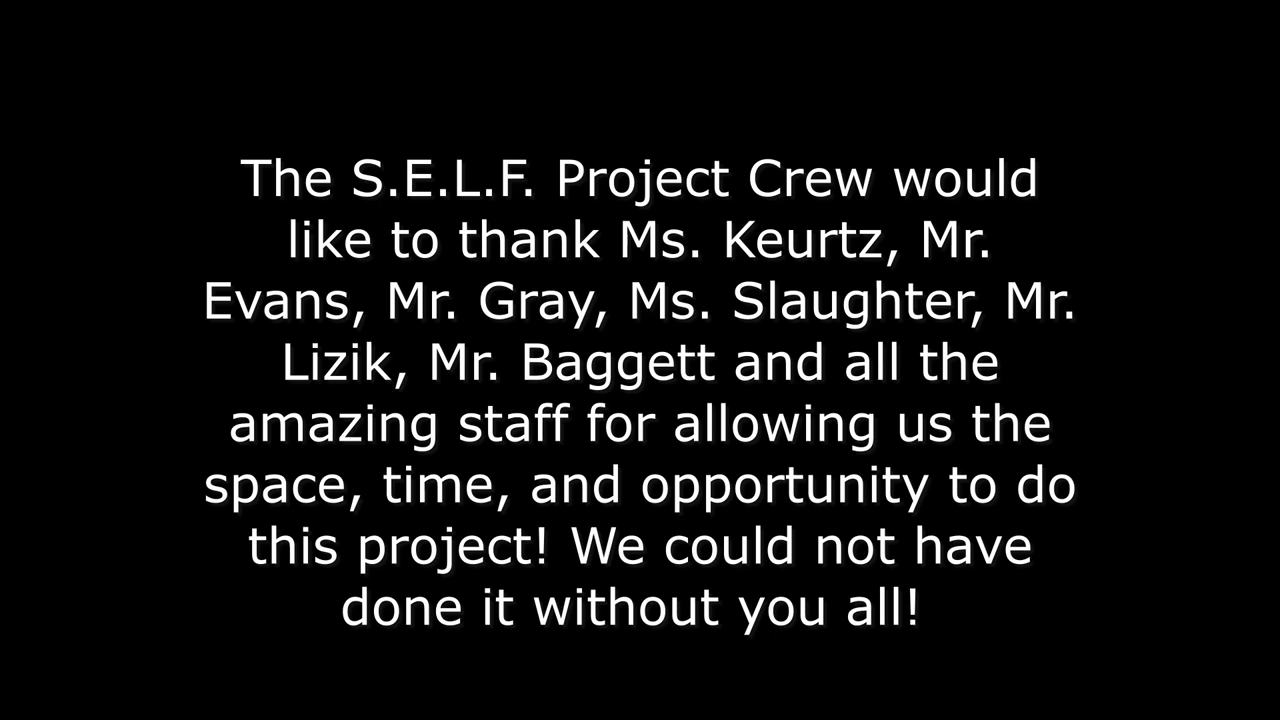 The S.E.L.F. Project Crew would
like to thank Ms. Keurtz, Mr.
Evans, Mr. Gray, Ms. Slaughter, Mr.
Lizik, Mr. Baggett and all the
amazing staff for allowing us the
space, time, and opportunity to do
this project! We could not have
done it without you all!